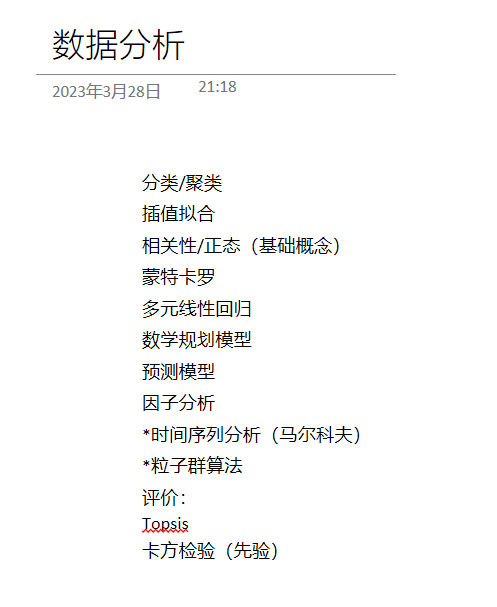 数据分析
2023年3月28日 21:18
分类/聚类
插值拟合
相关性/正态（基础概念）
蒙特卡罗
多元线性回归
数学规划模型
预测模型
因子分析
*时间序列分析（马尔科夫）
*粒子群算法
评价：
Topsis
卡方检验（先验）